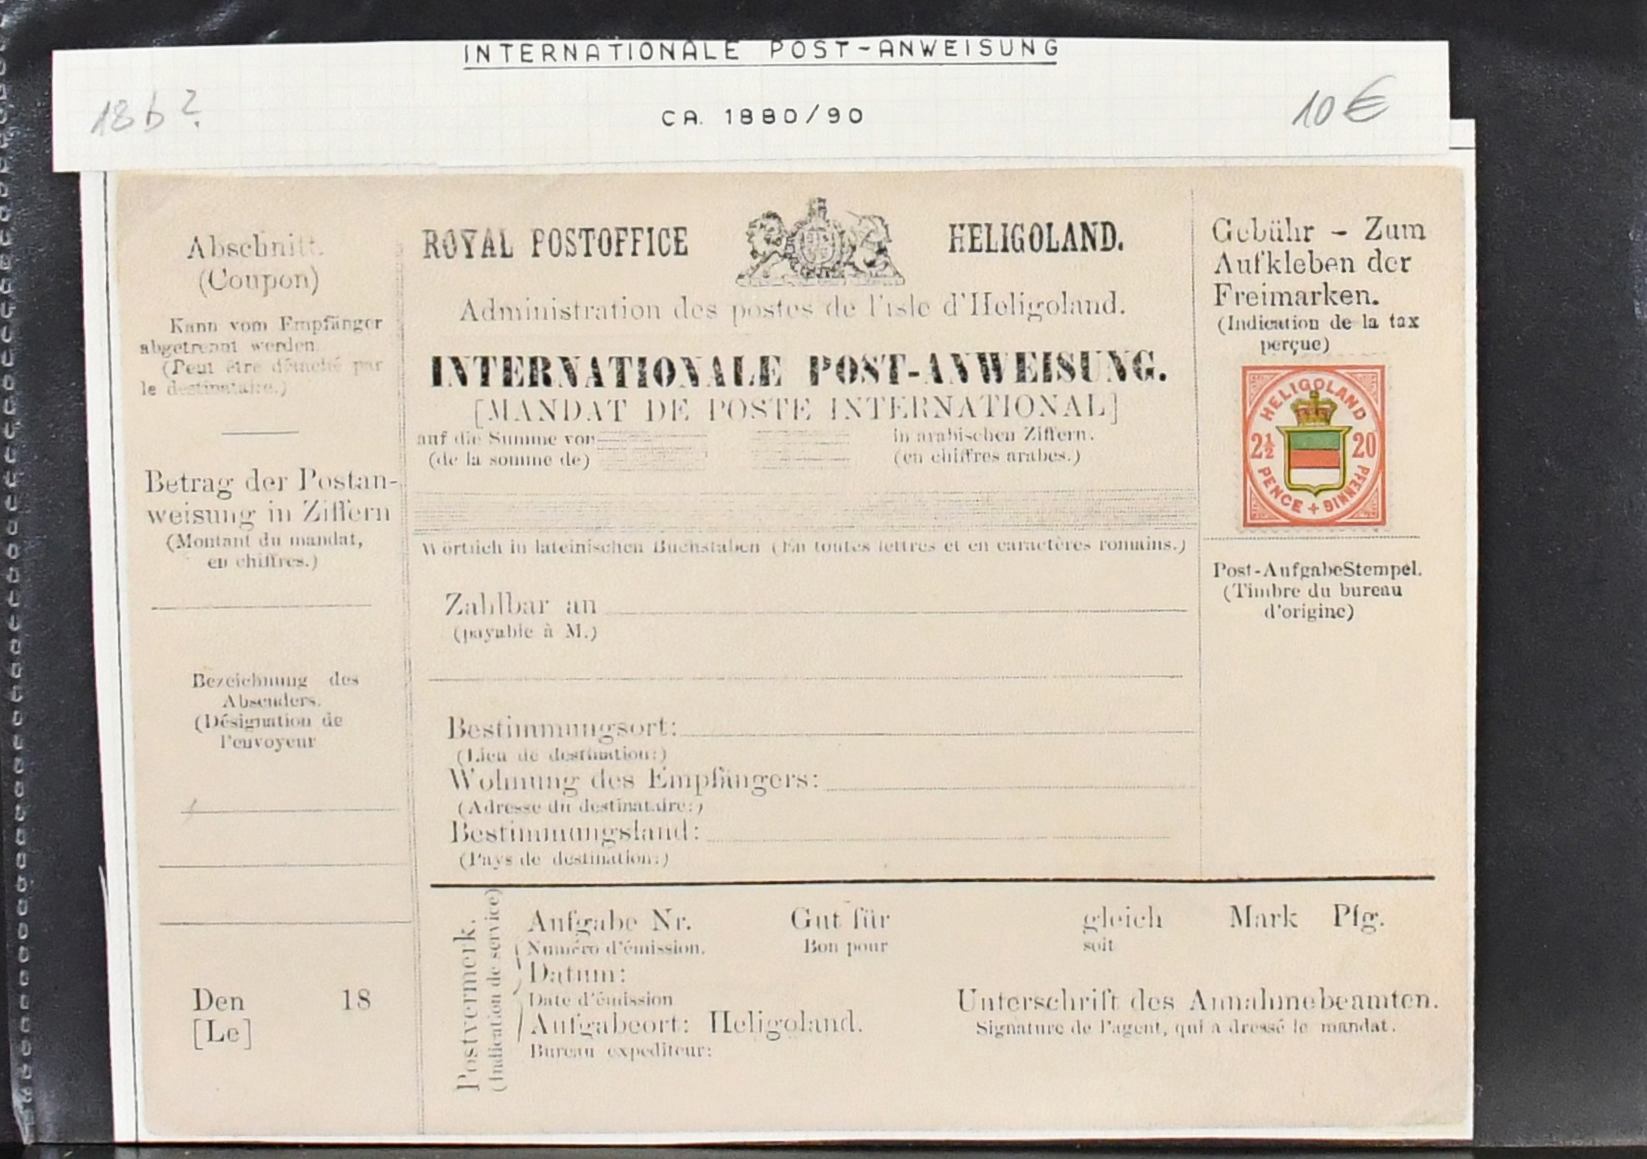 INTERNATIONALE POST-ANWEISUNG
18b?
CA. 1880/90
10€
Abschnitt.
(Coupon)
Kann vom Empfänger
abgetrennt werden.
(Peut être détaché par
le destinataire.)
Betrag der Postan-
weisung in Ziffern
(Montant du mandat,
en chiffres.)
Bezeichnung des
Absenders.
(Désignation de
l'envoyeur
Den 18
[Le]
ROYAL POSTOFFICE HELIGOLAND.
Administration des postes de l'isle d'Heligoland.
INTERNATIONALE POST-ANWEISUNG.
[MANDAT DE POSTE INTERNATIONAL]
auf die Summe von in arabischen Ziffern.
(de la somme de) (en chiffres arabes.)
Wörtlich in lateinischen Buchstaben (En toutes lettres et en caractères romains.)
Zahlbar an
(payable à M.)
Bestimmungsort:
(Lieu de destination:)
Wohnung des Empfängers:
(Adresse du destinataire:)
Bestimmungsland:
(Pays de destination:)
Gebühr - Zum
Aufkleben der
Freimarken.
(Indication de la tax
perçue)
HELIGOLAND
2½ 20
PENCE + PFENNIG
Post-AufgabeStempel.
(Timbre du bureau
d'origine)
Postvermerk.
(Indication de service)
Aufgabe Nr. Gut für gleich Mark Pfg.
Numéro d'émission. Bon pour soit
Datum:
Date d'émission
Aufgabeort: Heligoland.
Bureau expediteur:
Unterschrift des Annahmebeamten.
Signature de l'agent, qui a dressé le mandat.